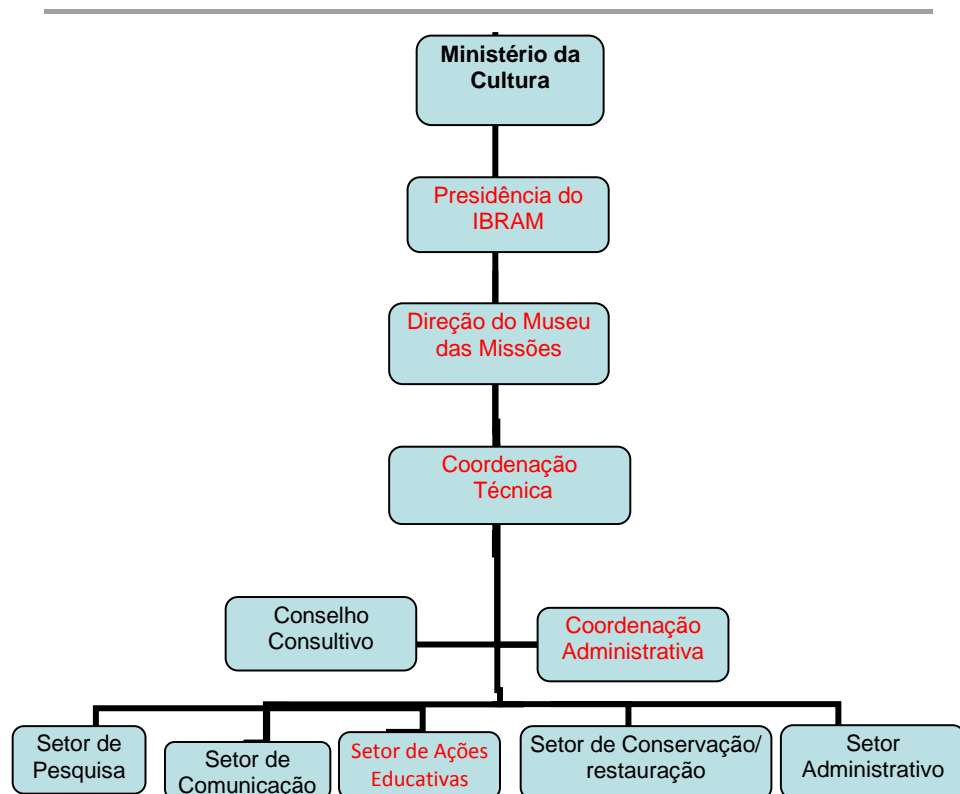 Ministério da
Cultura
Presidência do
IBRAM
Direção do Museu
das Missões
Coordenação
Técnica
Conselho
Consultivo
Coordenação
Administrativa
Setor de
Pesquisa
Setor de
Comunicação
Setor de Ações
Educativas
Setor de Conservação/
restauração
Setor
Administrativo